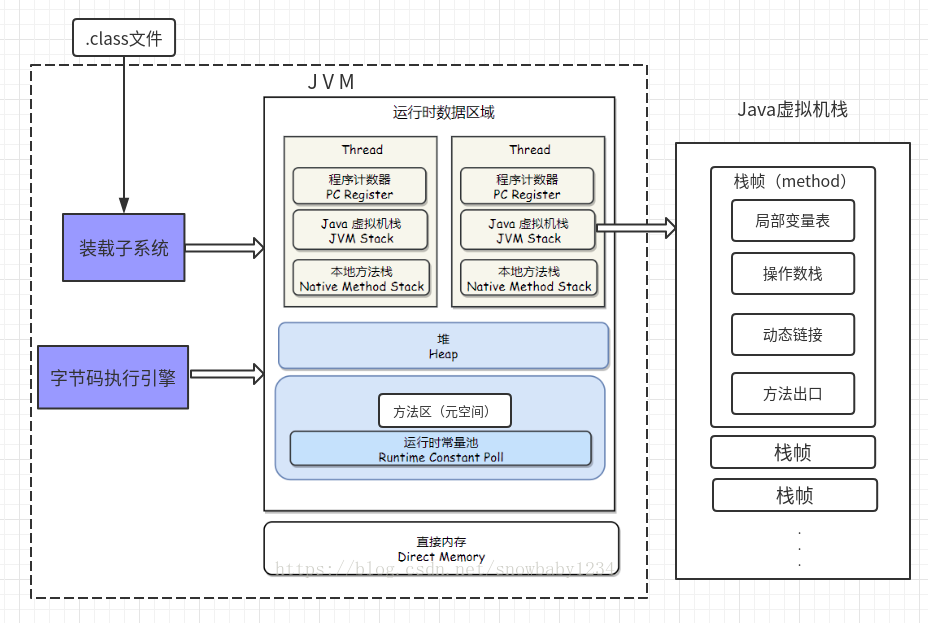 .class文件
JVM
运行时数据区域
Java虚拟机栈
Thread
程序计数器
PC Register
Java 虚拟机栈
JVM Stack
本地方法栈
Native Method Stack
Thread
程序计数器
PC Register
Java 虚拟机栈
JVM Stack
本地方法栈
Native Method Stack
装载子系统
字节码执行引擎
堆
Heap
方法区（元空间）
运行时常量池
Runtime Constant Poll
直接内存
Direct Memory
https://blog.csdn.net/snowbaby1234
栈帧（method）
局部变量表
操作数栈
动态链接
方法出口
栈帧
栈帧
.
.
.